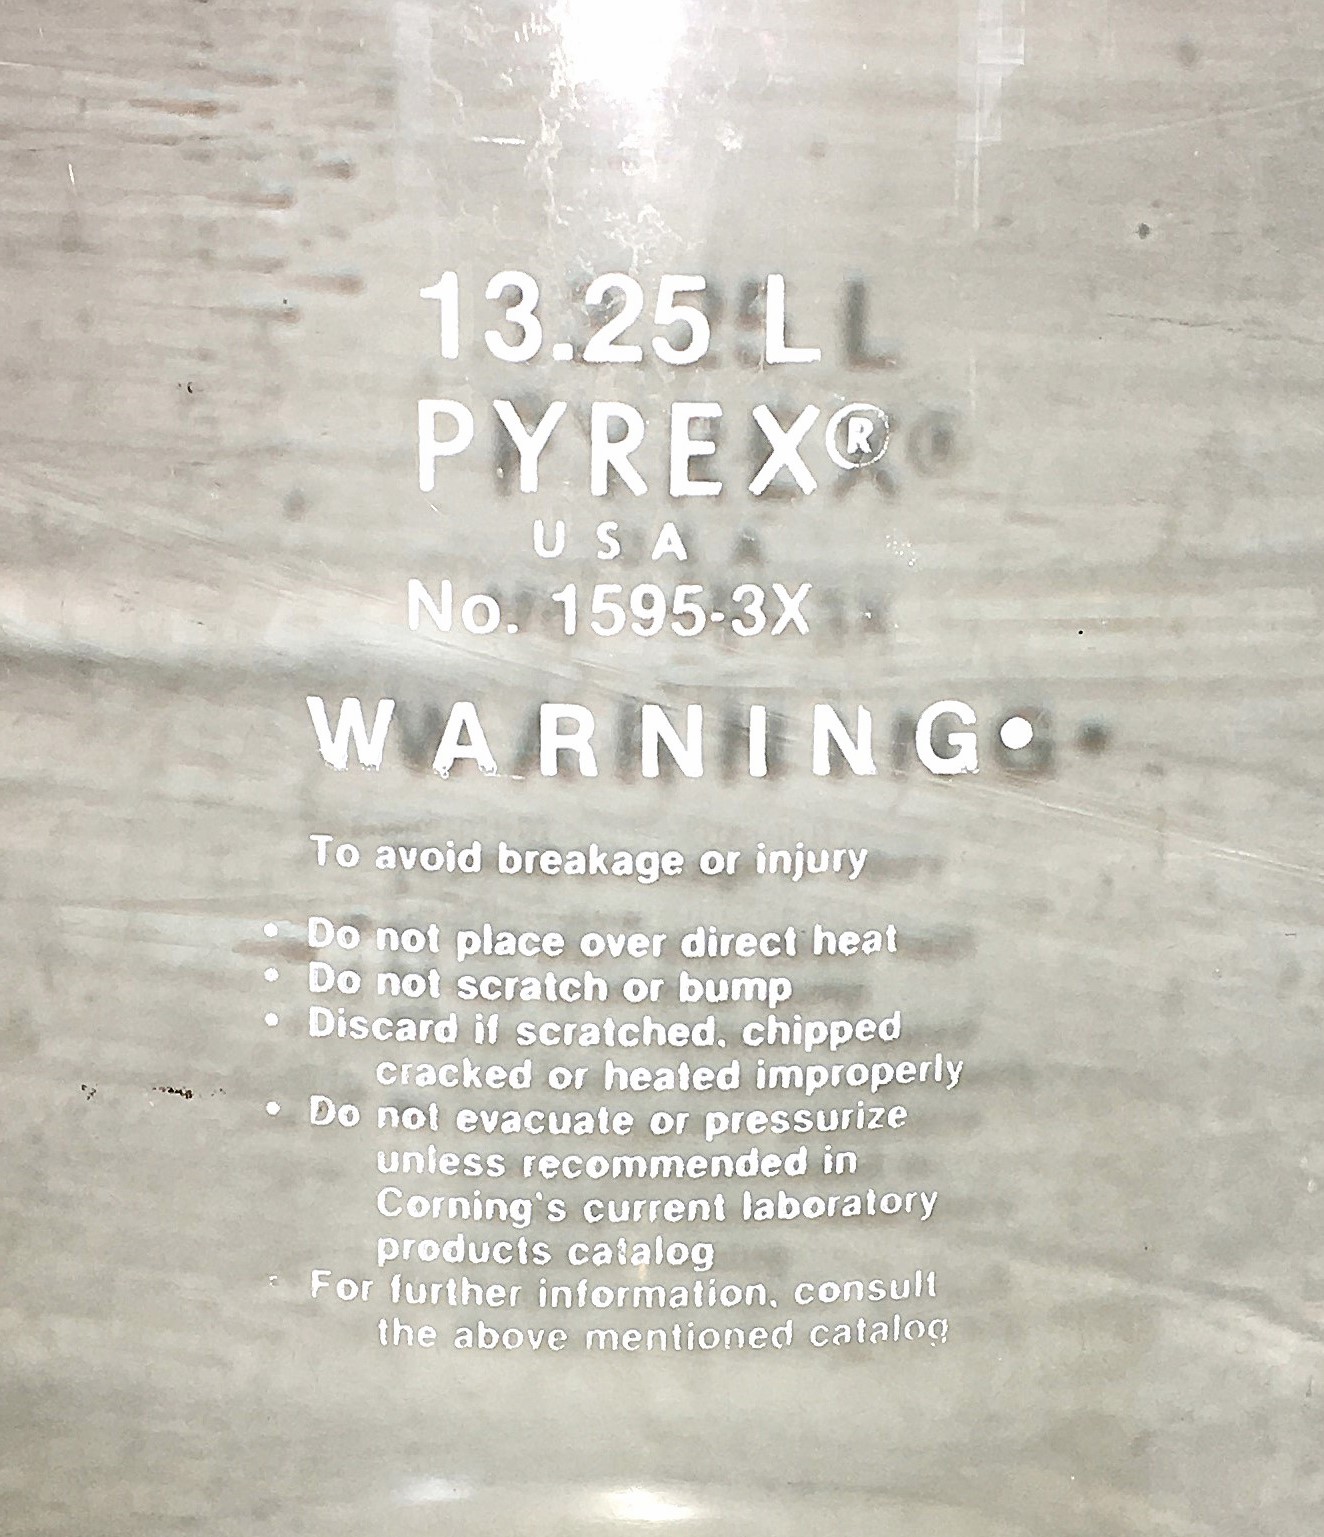 13.25 L
PYREX®
USA
No. 1595-3X
WARNING•
To avoid breakage or injury
• Do not place over direct heat
• Do not scratch or bump
• Discard if scratched, chipped
cracked or heated improperly
• Do not evacuate or pressurize
unless recommended in
Corning's current laboratory
products catalog
• For further information, consult
the above mentioned catalog